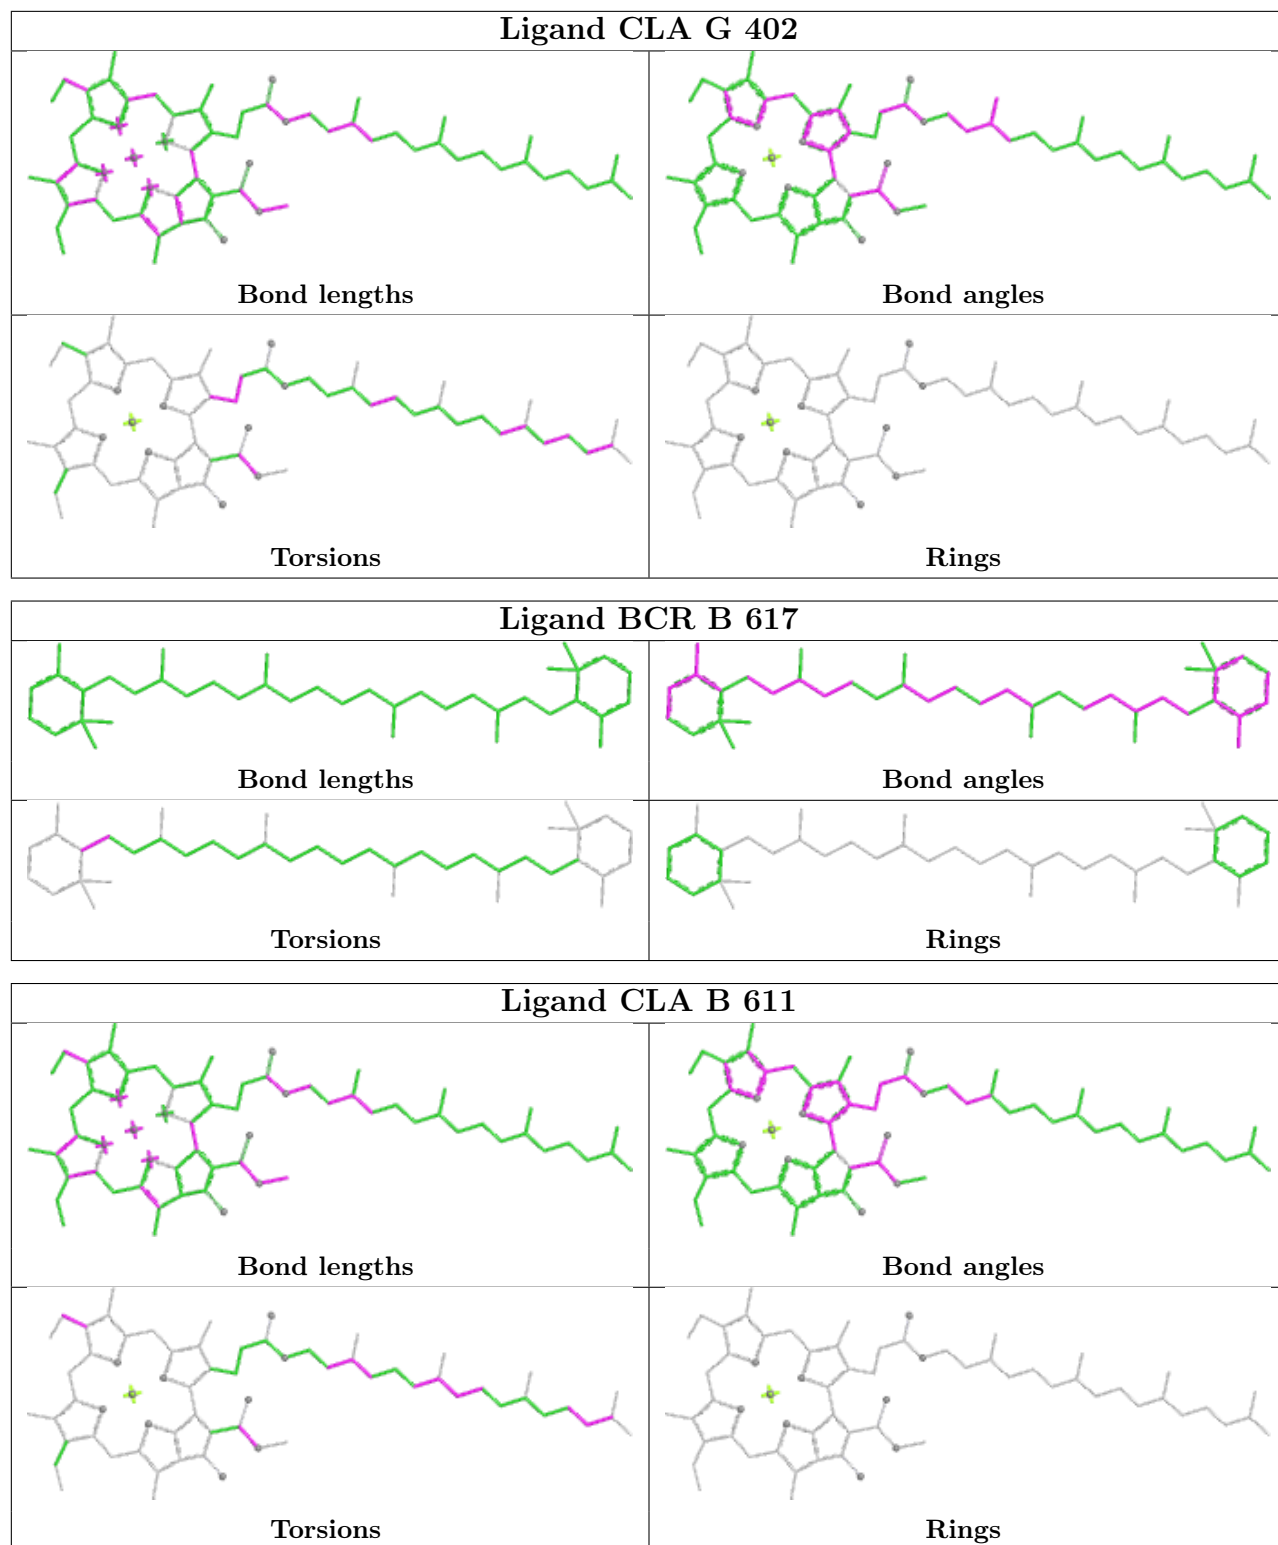 Ligand CLA G 402
Bond lengths
Bond angles
Torsions
Rings
Ligand BCR B 617
Bond lengths
Bond angles
Torsions
Rings
Ligand CLA B 611
Bond lengths
Bond angles
Torsions
Rings